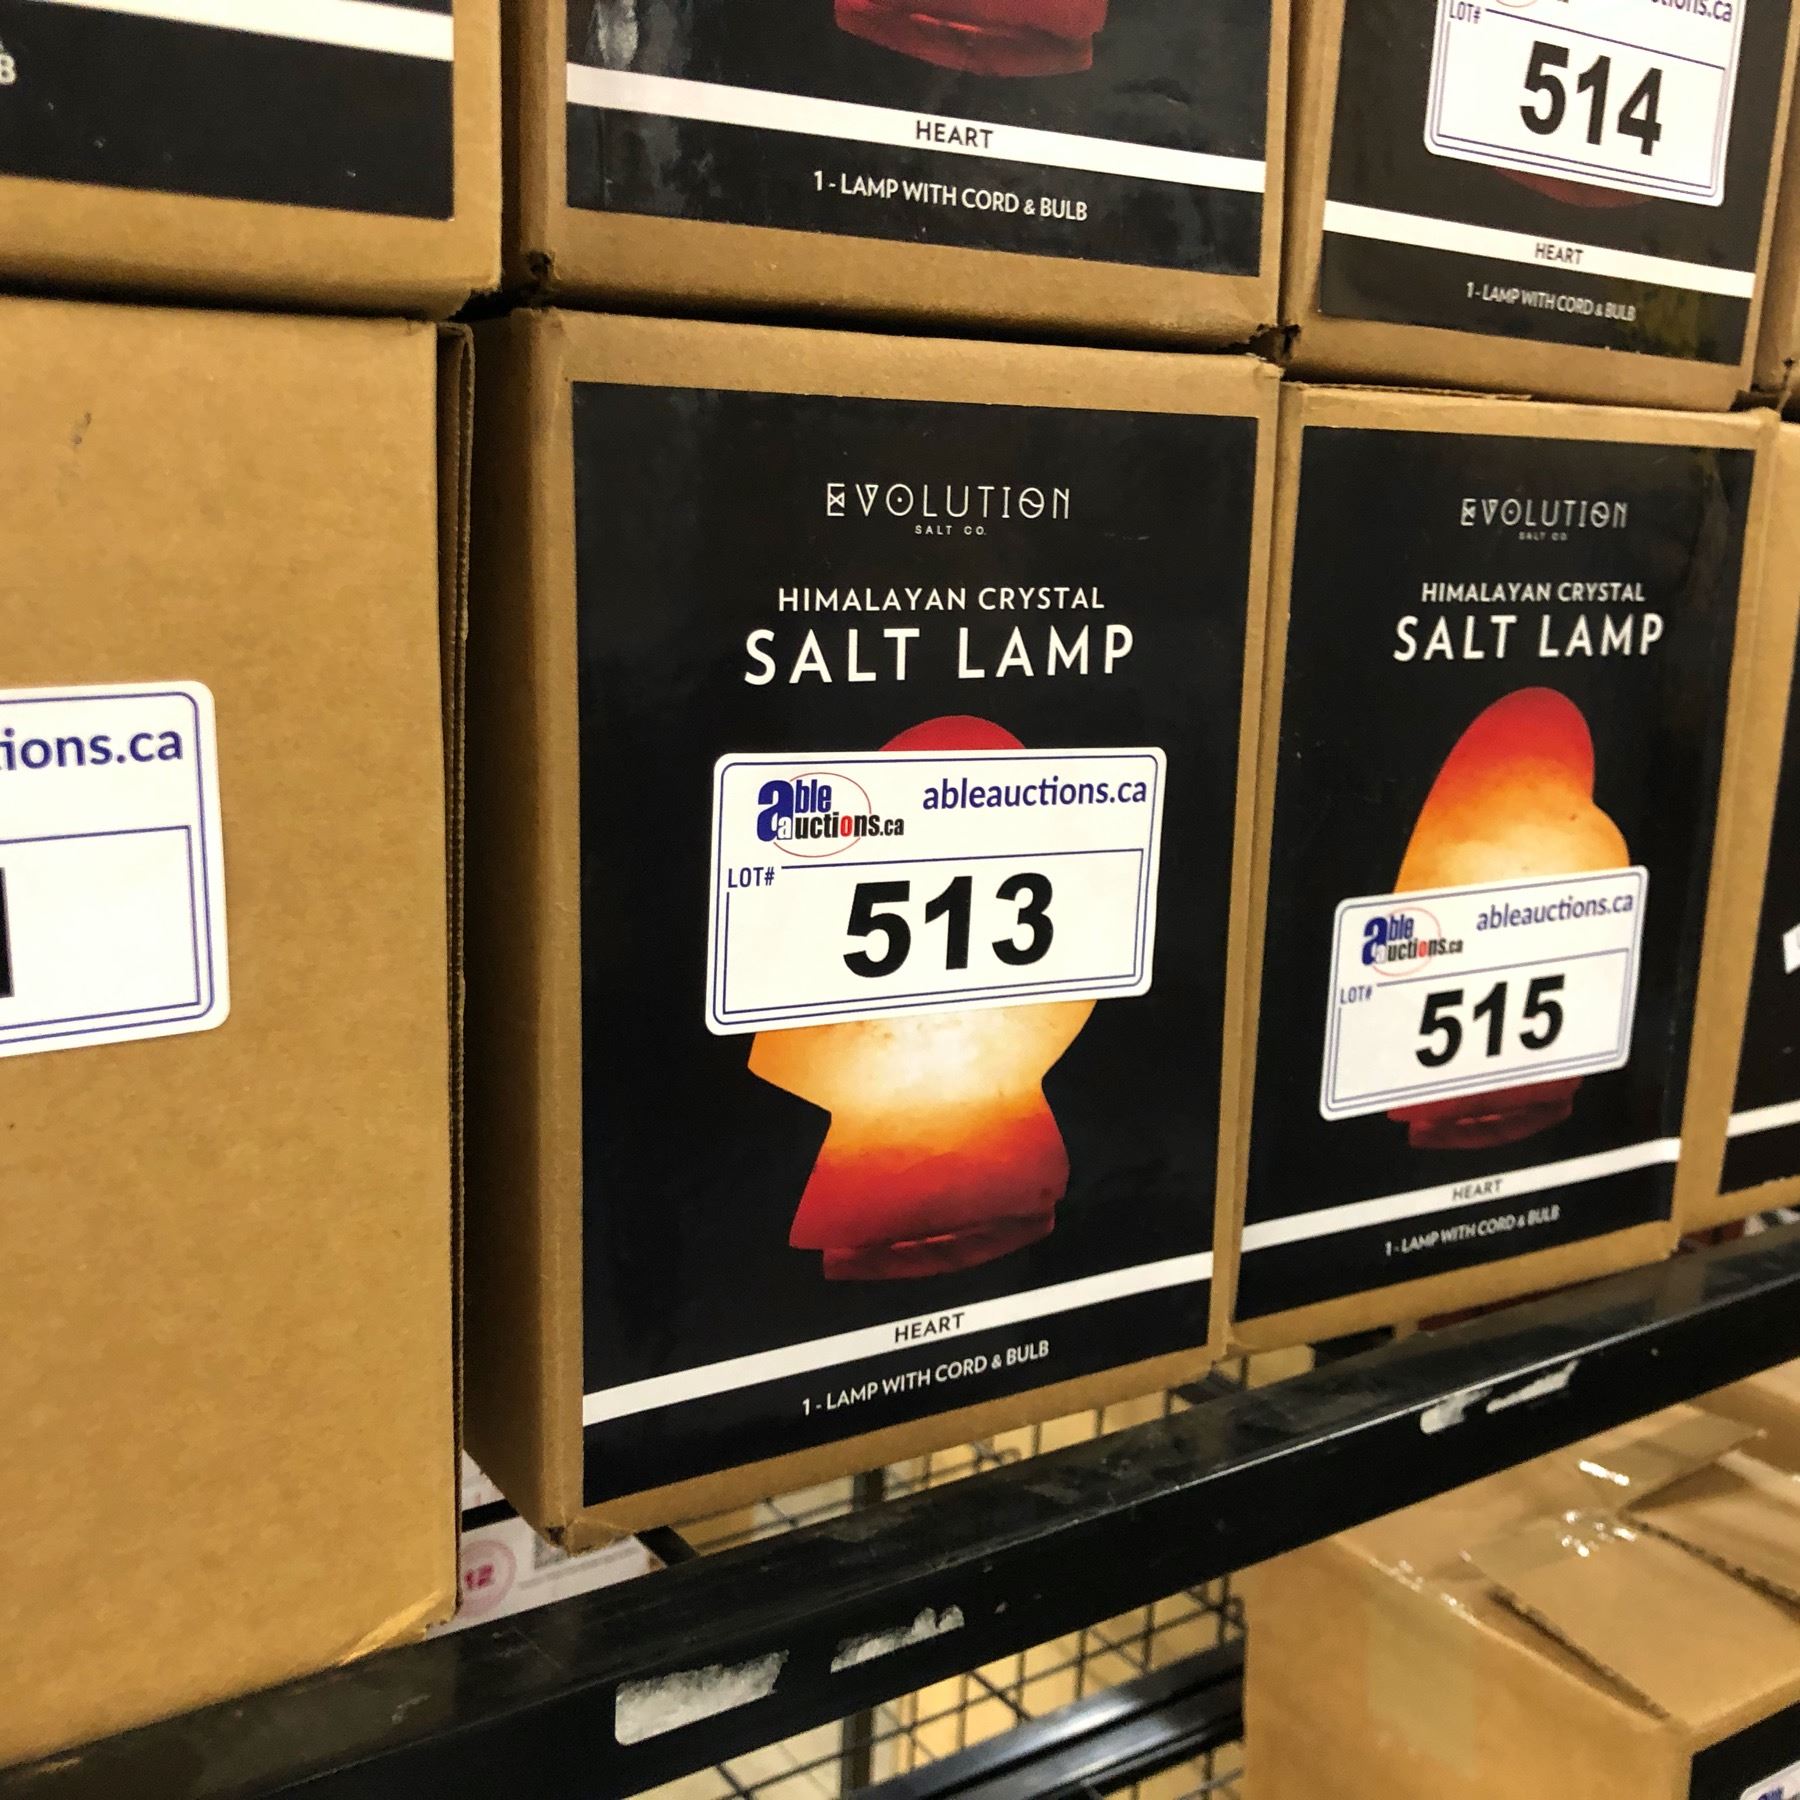 HEART
1 - LAMP WITH CORD & BULB
LOT#
514
HEART
1 - LAMP WITH CORD & BULB
EVOLUTION
SALT CO.
HIMALAYAN CRYSTAL
SALT LAMP
able auctions.ca
ableauctions.ca
LOT#
513
HEART
1 - LAMP WITH CORD & BULB
EVOLUTION
SALT CO.
HIMALAYAN CRYSTAL
SALT LAMP
able auctions.ca
ableauctions.ca
LOT#
515
HEART
1 - LAMP WITH CORD & BULB
ions.ca
12